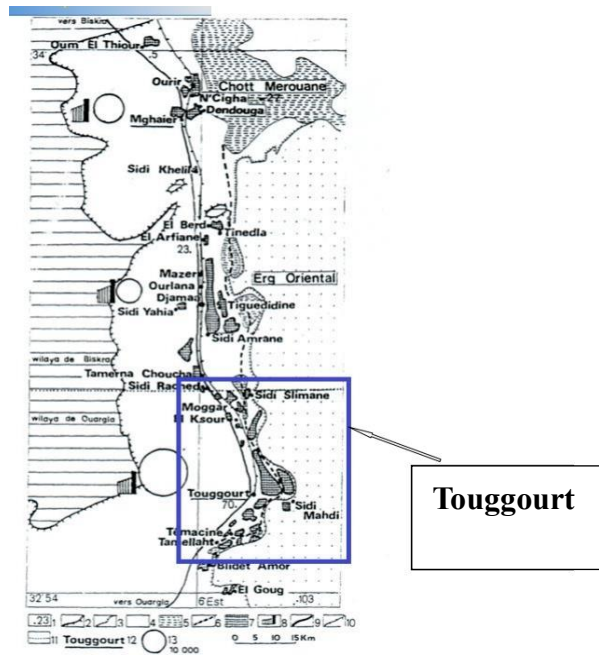 vers Biskra
34°
.5
Oum El Thiour
Ourir
Chott Merouane
N'Cigha
-27
Dendouga
Mghaier
Sidi Khelil
El Berd
El Arfiane
Tinedla
23.
Mazer
Erg Oriental
Ourlana
Djama
Tiguedidine
Sidi Yahia
Sidi Amrane
wilaya de Biskra
Tamerna Choucha
Sidi Rached
Sidi Slimane
Moggar
El Ksour
wilaya de Ouargla
Touggourt
70.
Sidi Mahdi
Témacine
Tamellaht
Blidet Amor
El Goug
32°54
vers Ouargla
6°Est
.103
.23. 1 2 3 4 5 6 7 8 9 10
11 Touggourt 12 13
10 000
0 5 10 15 Km
Touggourt